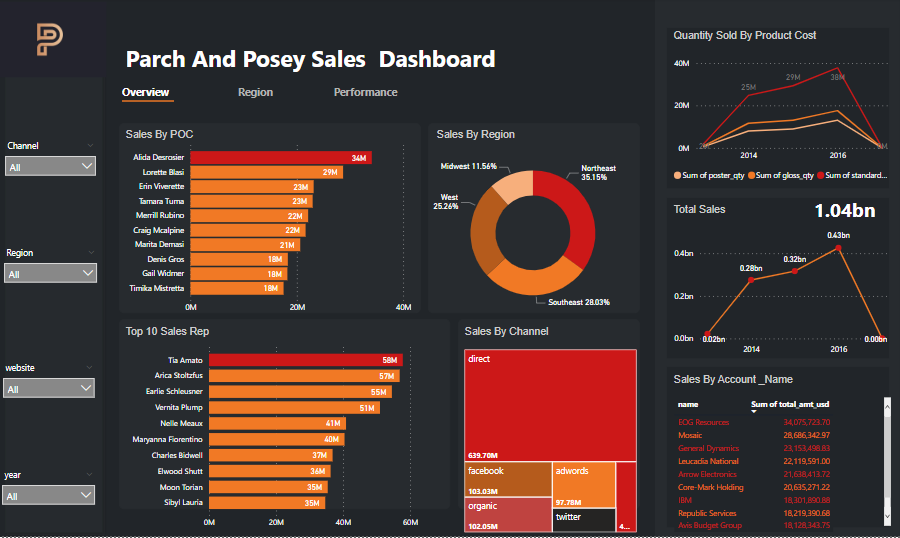 Parch And Posey Sales Dashboard
Overview
Region
Performance
Channel
All
Region
All
website
All
year
All
Sales By POC
Alida Desrosier 34M
Lorette Blasi 29M
Erin Viverette 23M
Tamara Tuma 23M
Merrill Rubino 22M
Craig Mcalpine 22M
Marita Demasi 21M
Denis Gros 18M
Gail Widmer 18M
Timika Mistretta 18M
0M 20M 40M
Sales By Region
Midwest 11.56%
Northeast
35.15%
West
25.26%
Southeast 28.03%
Top 10 Sales Rep
Tia Amato 58M
Arica Stoltzfus 57M
Earlie Schleusner 55M
Vernita Plump 51M
Nelle Meaux 41M
Maryanna Fiorentino 40M
Charles Bidwell 37M
Elwood Shutt 36M
Moon Torian 35M
Sibyl Lauria 35M
0M 20M 40M 60M
Sales By Channel
direct
639.70M
facebook
103.03M
organic
102.05M
adwords
97.78M
twitter
4...
Quantity Sold By Product Cost
40M
20M
0M
25M
29M
38M
2014 2016
Sum of poster_qty Sum of gloss_qty Sum of standard...
Total Sales
1.04bn
0.4bn
0.2bn
0.0bn
0.02bn
0.28bn
0.32bn
0.43bn
0.00bn
2014 2016
Sales By Account _Name
name Sum of total_amt_usd
EOG Resources 34,075,723.70
Mosaic 28,686,342.97
General Dynamics 23,153,498.83
Leucadia National 22,119,591.00
Arrow Electronics 21,638,413.72
Core-Mark Holding 20,635,271.22
IBM 18,301,890.88
Republic Services 18,219,390.68
Avis Budget Group 18,128,343.75